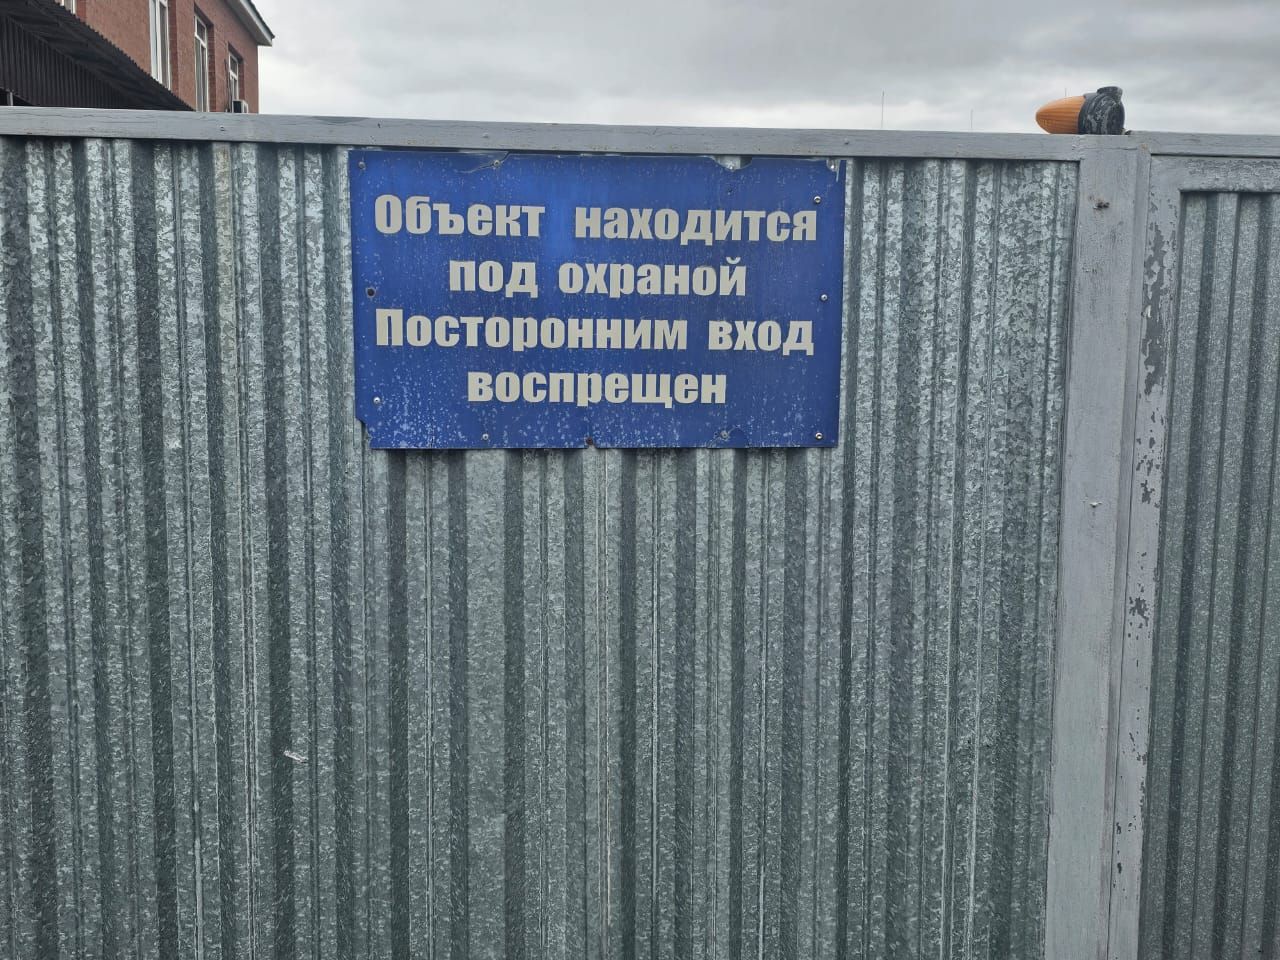 Объект находится
под охраной
Посторонним вход
воспрещен